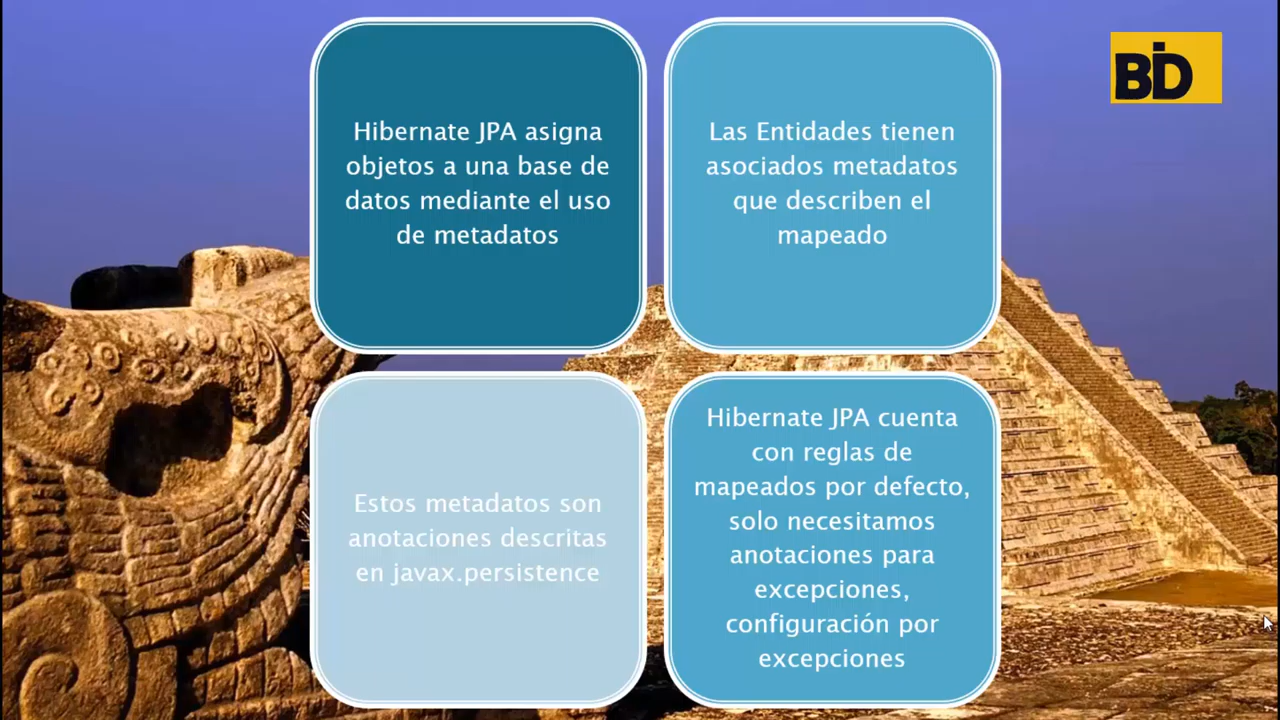 Hibernate JPA asigna
objetos a una base de
datos mediante el uso
de metadatos
Las Entidades tienen
asociados metadatos
que describen el
mapeado
Estos metadatos son
anotaciones descritas
en javax.persistence
Hibernate JPA cuenta
con reglas de
mapeados por defecto,
solo necesitamos
anotaciones para
excepciones,
configuración por
excepciones
BiD